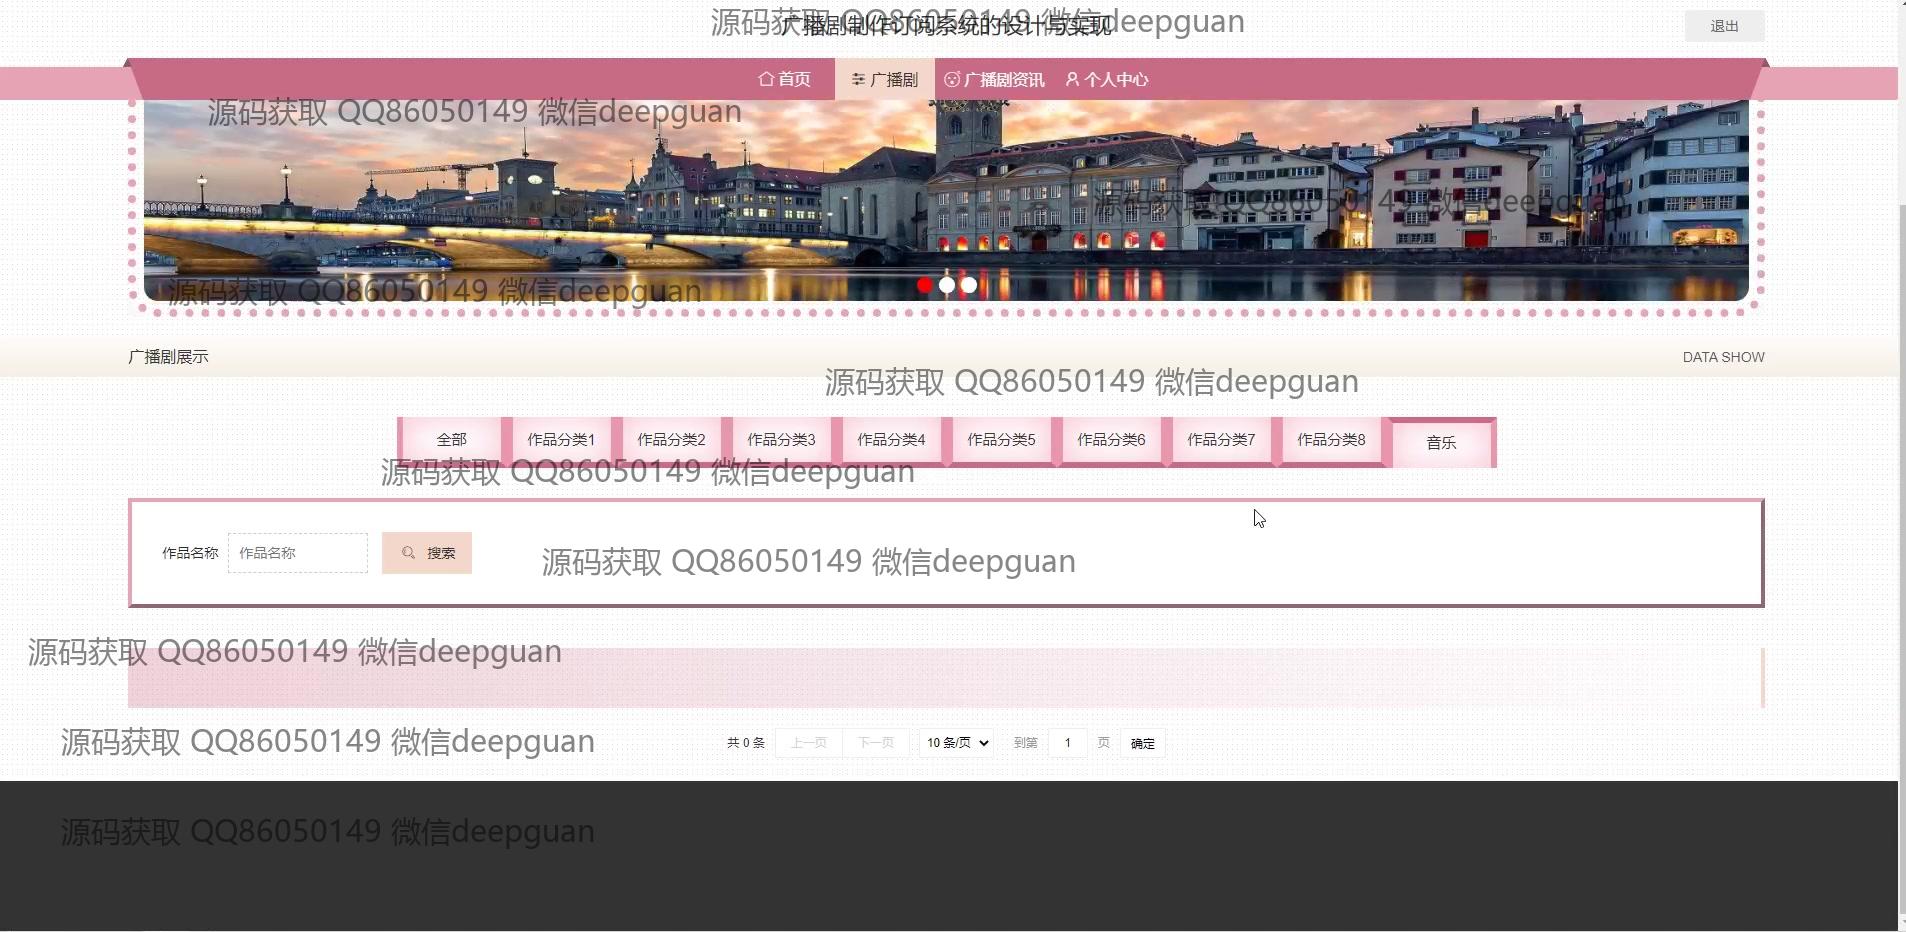 源码获取 QQ86050149 微信deepguan
广播剧制作订阅系统的设计与实现
退出
首页 广播剧 广播剧资讯 个人中心
源码获取 QQ86050149 微信deepguan
源码获取 QQ86050149 微信deepguan
源码获取 QQ86050149 微信deepguan
广播剧展示 DATA SHOW
源码获取 QQ86050149 微信deepguan
全部 作品分类1 作品分类2 作品分类3 作品分类4 作品分类5 作品分类6 作品分类7 作品分类8 音乐
源码获取 QQ86050149 微信deepguan
作品名称 作品名称 搜索
源码获取 QQ86050149 微信deepguan
源码获取 QQ86050149 微信deepguan
源码获取 QQ86050149 微信deepguan
共 0 条 上一页 下一页 10 条/页 到第 1 页 确定
源码获取 QQ86050149 微信deepguan